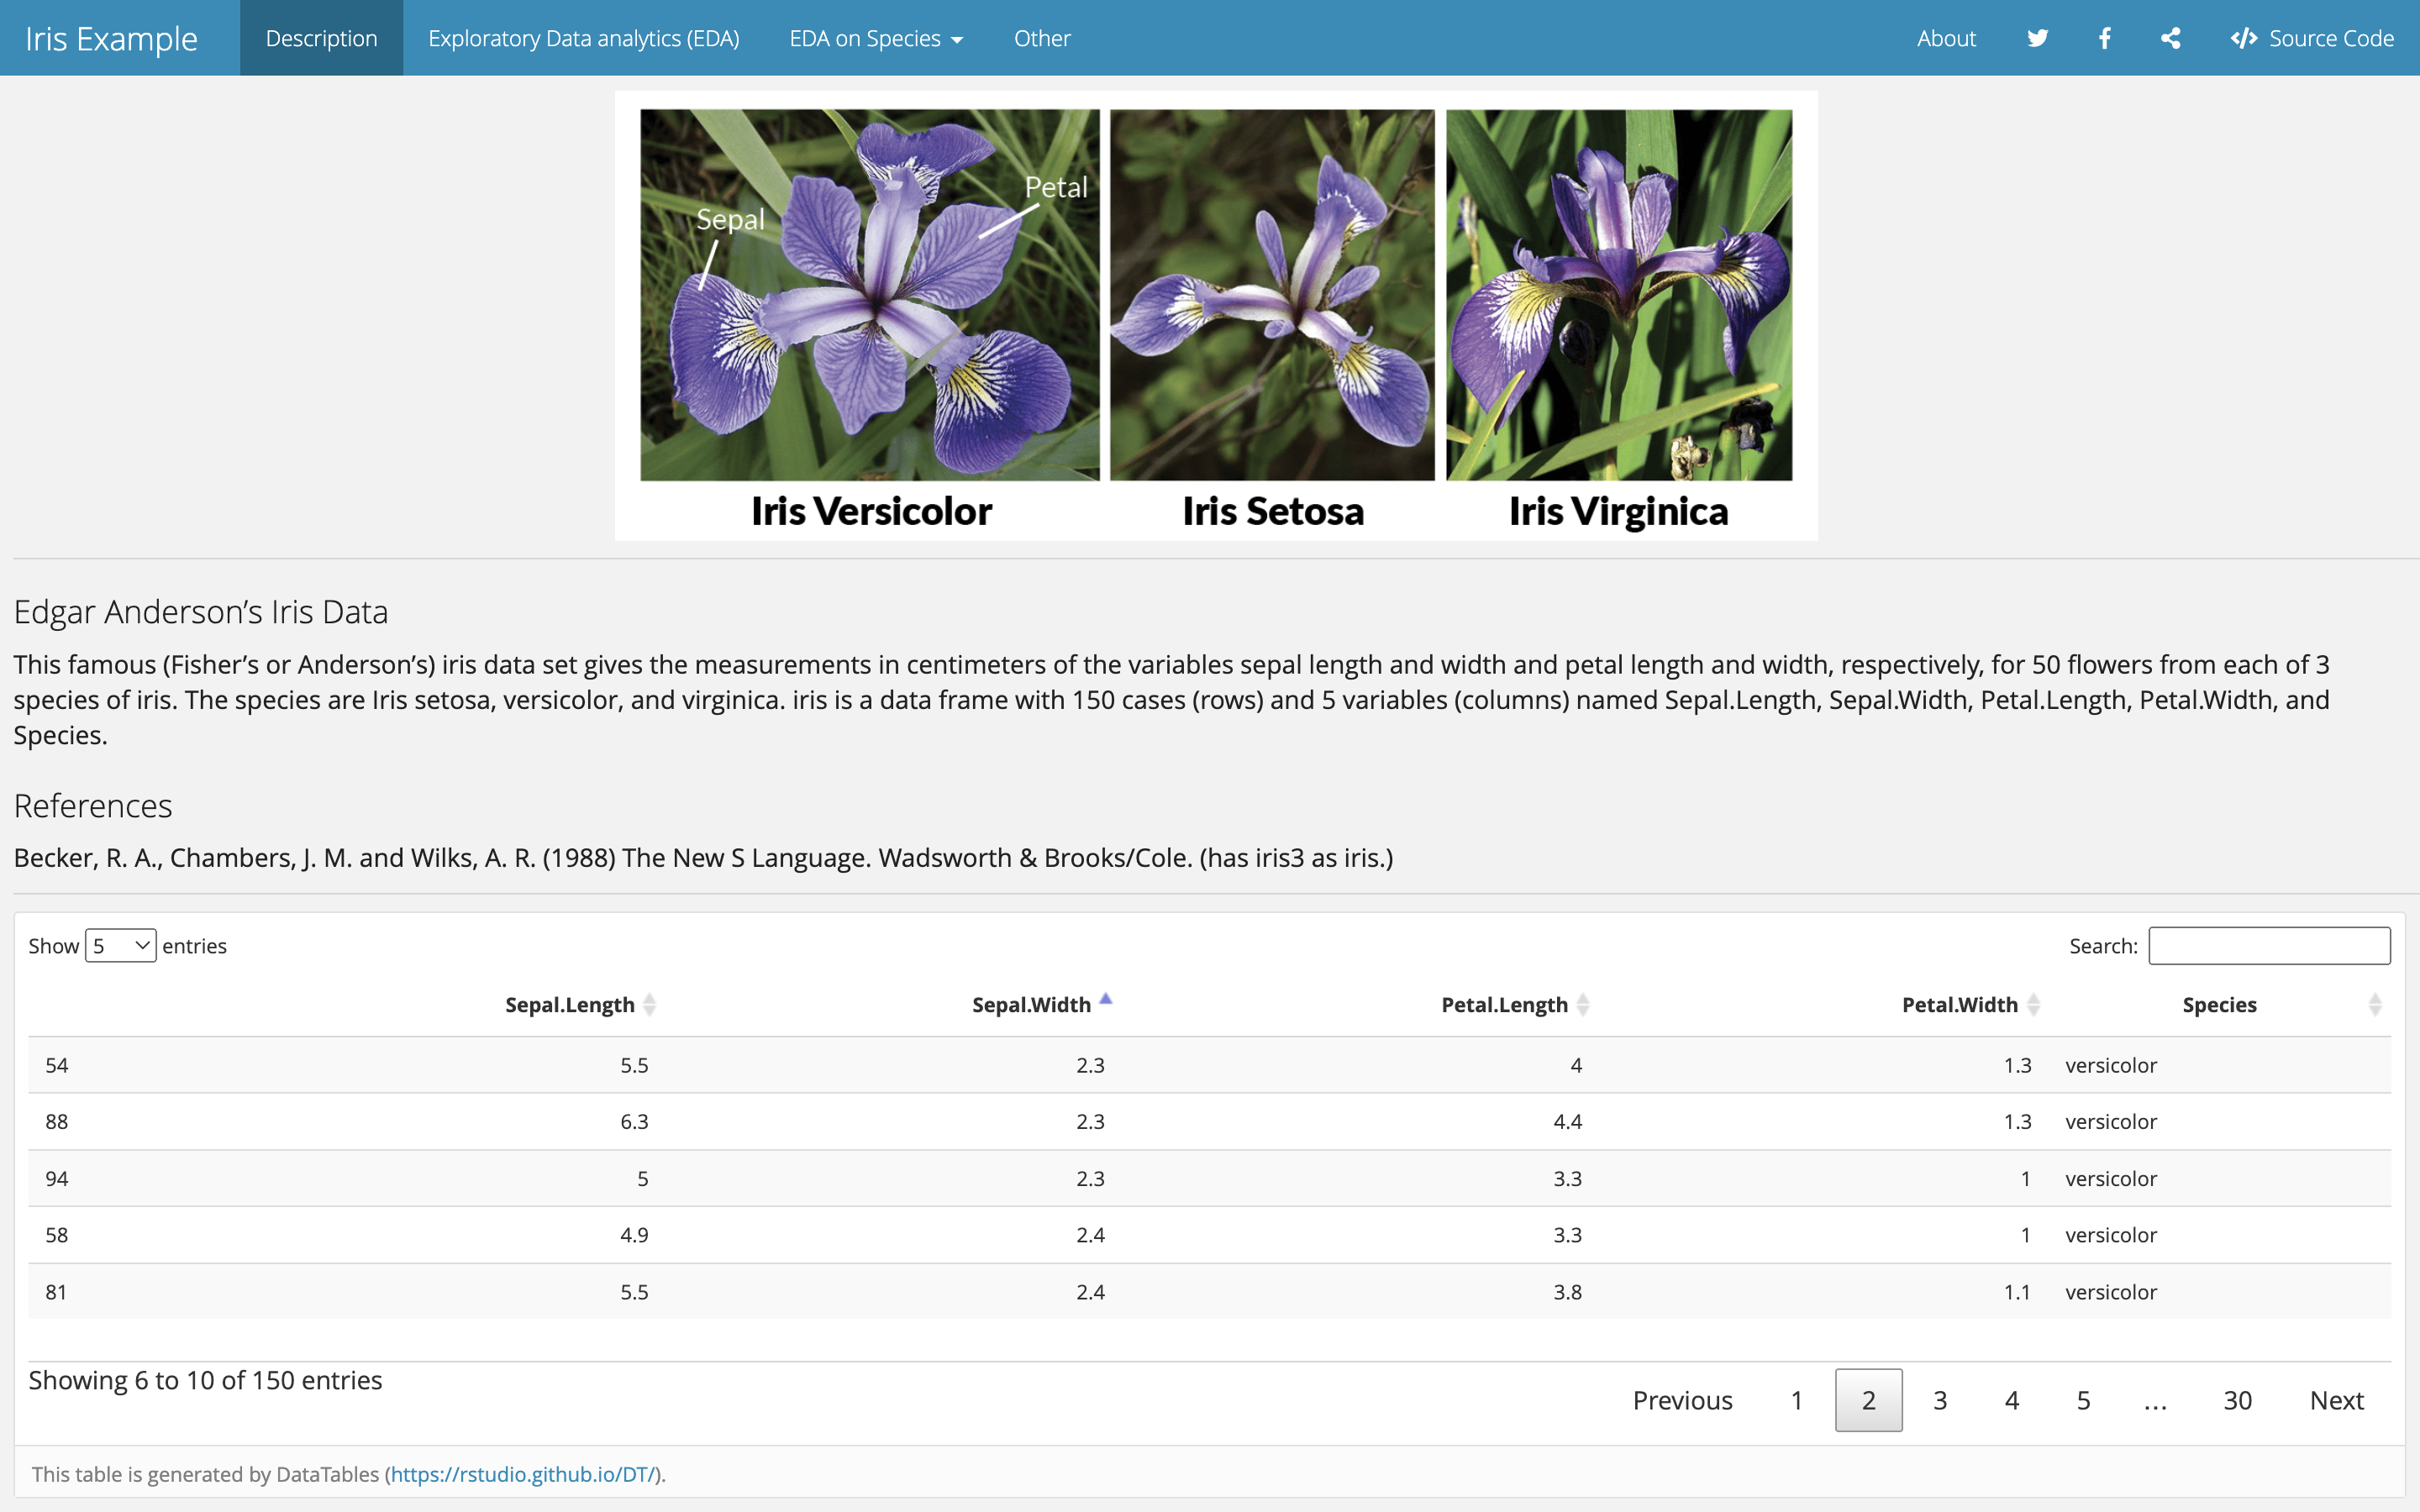 Iris Example Description Exploratory Data analytics (EDA) EDA on Species Other About Source Code
Sepal
Petal
Iris Versicolor Iris Setosa Iris Virginica
Edgar Anderson’s Iris Data
This famous (Fisher’s or Anderson’s) iris data set gives the measurements in centimeters of the variables sepal length and width and petal length and width, respectively, for 50 flowers from each of 3
species of iris. The species are Iris setosa, versicolor, and virginica. iris is a data frame with 150 cases (rows) and 5 variables (columns) named Sepal.Length, Sepal.Width, Petal.Length, Petal.Width, and
Species.
References
Becker, R. A., Chambers, J. M. and Wilks, A. R. (1988) The New S Language. Wadsworth & Brooks/Cole. (has iris3 as iris.)
Show 5 entries Search:
Sepal.Length Sepal.Width Petal.Length Petal.Width Species
54 5.5 2.3 4 1.3 versicolor
88 6.3 2.3 4.4 1.3 versicolor
94 5 2.3 3.3 1 versicolor
58 4.9 2.4 3.3 1 versicolor
81 5.5 2.4 3.8 1.1 versicolor
Showing 6 to 10 of 150 entries
Previous 1 2 3 4 5 … 30 Next
This table is generated by DataTables (https://rstudio.github.io/DT/).